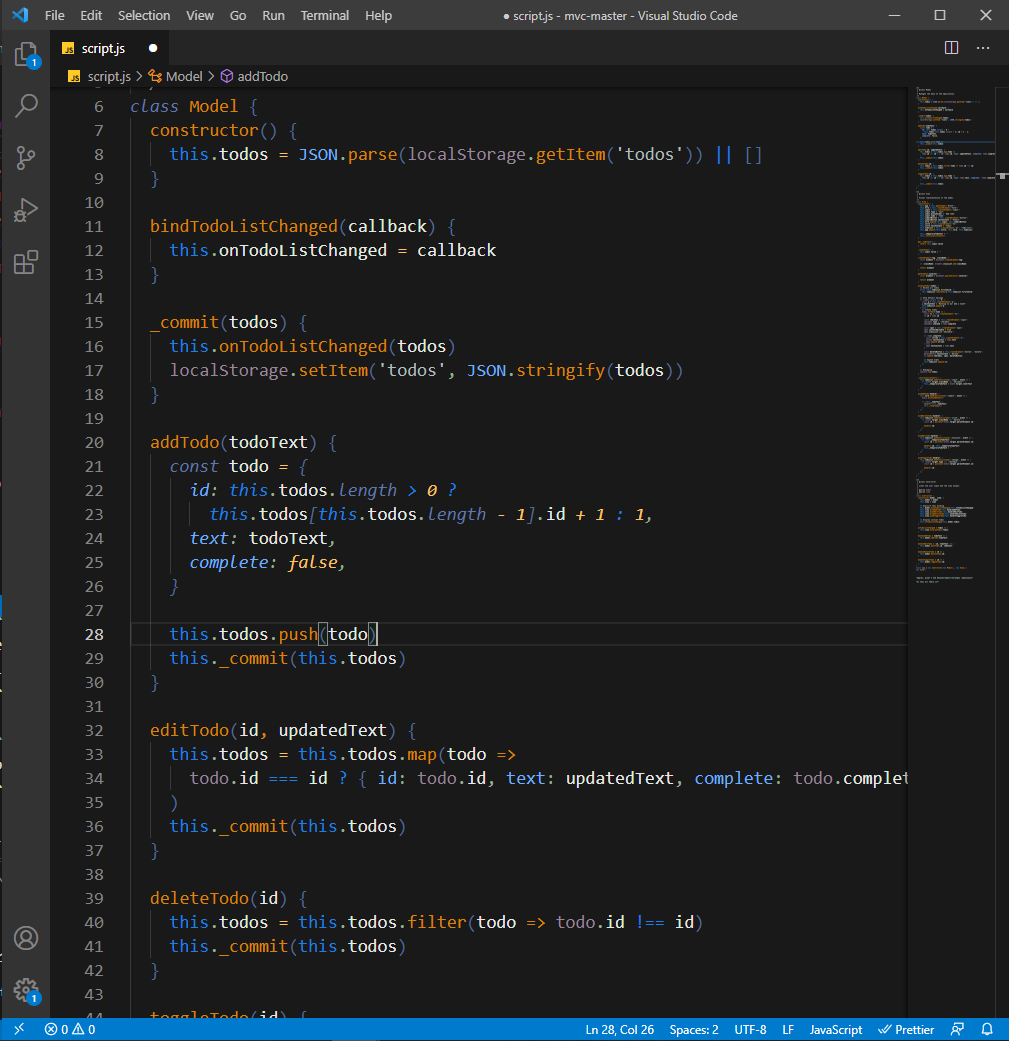 File Edit Selection View Go Run Terminal Help ● script.js - mvc-master - Visual Studio Code
1
JS script.js ●
JS script.js > Model > addTodo
6 class Model {
7 constructor() {
8 this.todos = JSON.parse(localStorage.getItem('todos')) || []
9 }
10
11 bindTodoListChanged(callback) {
12 this.onTodoListChanged = callback
13 }
14
15 _commit(todos) {
16 this.onTodoListChanged(todos)
17 localStorage.setItem('todos', JSON.stringify(todos))
18 }
19
20 addTodo(todoText) {
21 const todo = {
22 id: this.todos.length > 0 ?
23 this.todos[this.todos.length - 1].id + 1 : 1,
24 text: todoText,
25 complete: false,
26 }
27
28 this.todos.push(todo)
29 this._commit(this.todos)
30 }
31
32 editTodo(id, updatedText) {
33 this.todos = this.todos.map(todo =>
34 todo.id === id ? { id: todo.id, text: updatedText, complete: todo.complet
35 )
36 this._commit(this.todos)
37 }
38
39 deleteTodo(id) {
40 this.todos = this.todos.filter(todo => todo.id !== id)
41 this._commit(this.todos)
42 }
43
44 toggleTodo(id) {
1
0 0 Ln 28, Col 26 Spaces: 2 UTF-8 LF JavaScript Prettier